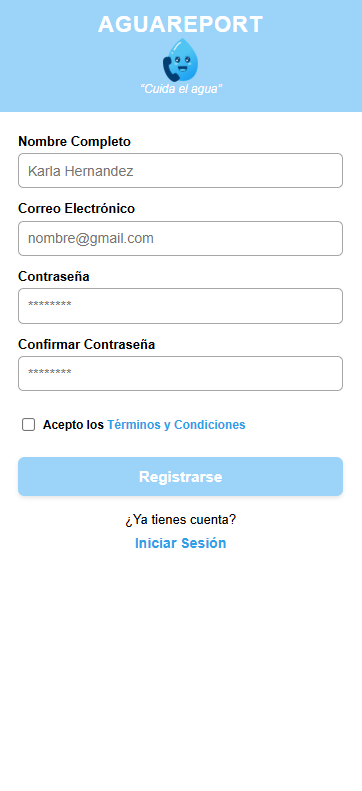 AGUAREPORT
"Cuida el agua"
Nombre Completo
Karla Hernandez
Correo Electrónico
nombre@gmail.com
Contraseña
********
Confirmar Contraseña
********
Acepto los Términos y Condiciones
Registrarse
¿Ya tienes cuenta?
Iniciar Sesión